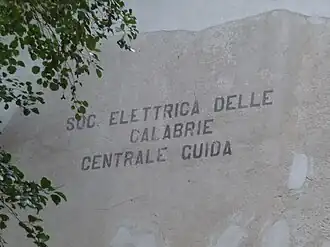 SOC. ELETTRICA DELLE
CALABRIE
CENTRALE GUIDA